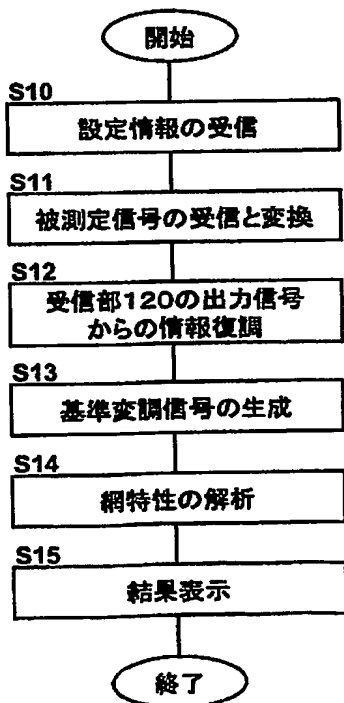 開始
S10
設定情報の受信
S11
被測定信号の受信と変換
S12
受信部120の出力信号
からの情報復調
S13
基準変調信号の生成
S14
網特性の解析
S15
結果表示
終了